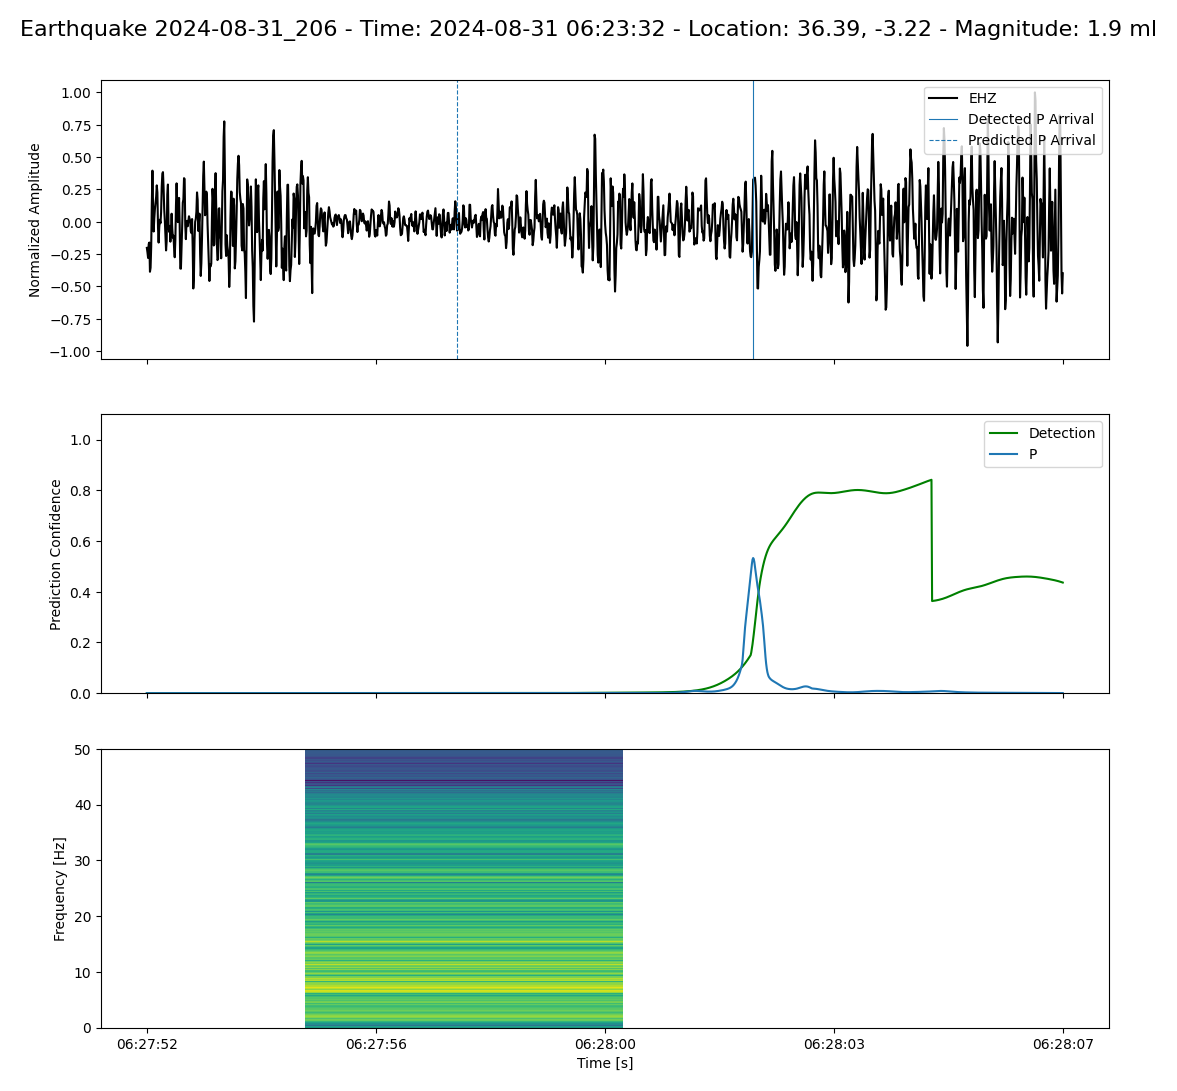 Earthquake 2024-08-31_206 - Time: 2024-08-31 06:23:32 - Location: 36.39, -3.22 - Magnitude: 1.9 ml
1.00
0.75
0.50
0.25
0.00
−0.25
−0.50
−0.75
−1.00
Normalized Amplitude
EHZ
Detected P Arrival
Predicted P Arrival
1.0
0.8
0.6
0.4
0.2
0.0
Prediction Confidence
Detection
P
50
40
30
20
10
0
Frequency [Hz]
06:27:52
06:27:56
06:28:00
06:28:03
06:28:07
Time [s]